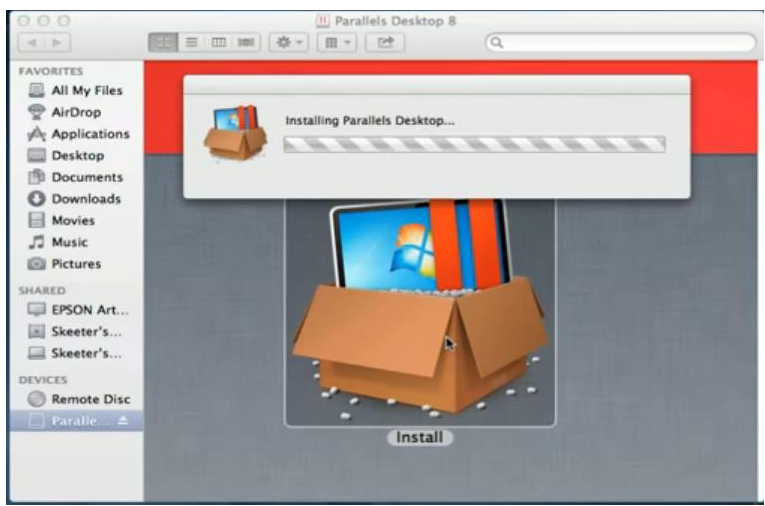 Parallels Desktop 8
FAVORITES
All My Files
AirDrop
Applications
Desktop
Documents
Downloads
Movies
Music
Pictures
SHARED
EPSON Art...
Skeeter's...
Skeeter's...
DEVICES
Remote Disc
Paralle...
Installing Parallels Desktop...
Install